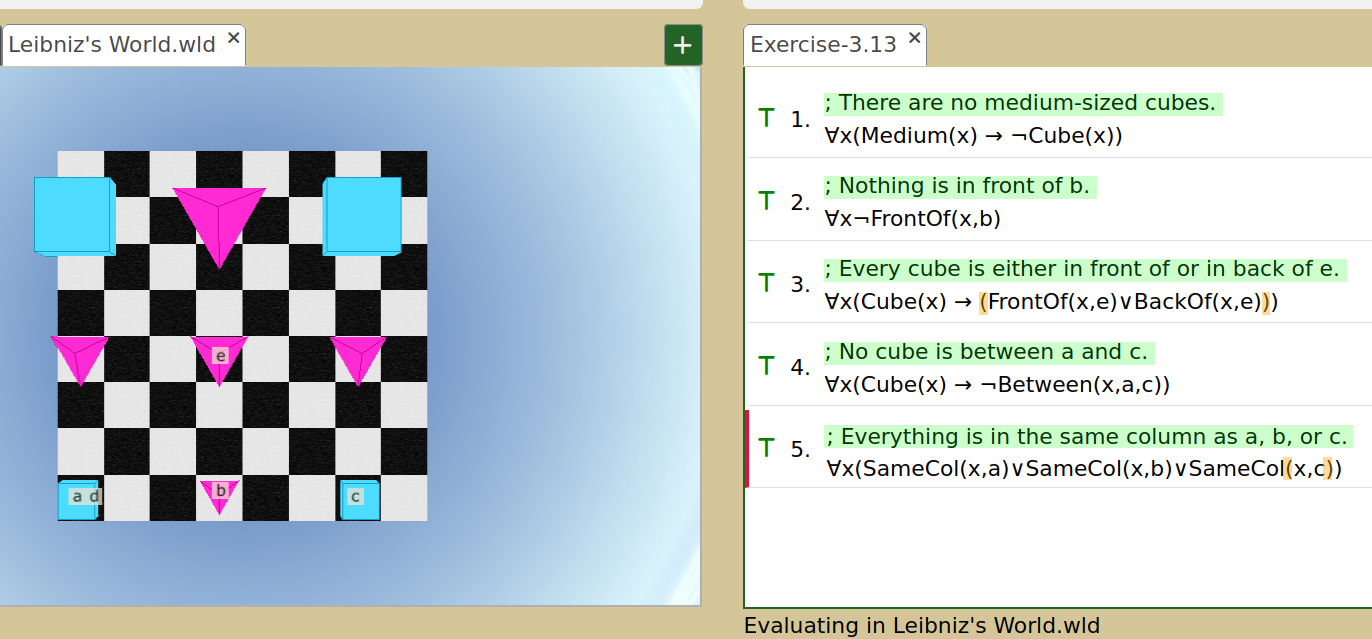 Leibniz's World.wld ×
+
e
a d
b
c
Exercise-3.13 ×
T 1. ; There are no medium-sized cubes.
∀x(Medium(x) → ¬Cube(x))
T 2. ; Nothing is in front of b.
∀x¬FrontOf(x,b)
T 3. ; Every cube is either in front of or in back of e.
∀x(Cube(x) → (FrontOf(x,e)∨BackOf(x,e)))
T 4. ; No cube is between a and c.
∀x(Cube(x) → ¬Between(x,a,c))
T 5. ; Everything is in the same column as a, b, or c.
∀x(SameCol(x,a)∨SameCol(x,b)∨SameCol(x,c))
Evaluating in Leibniz's World.wld